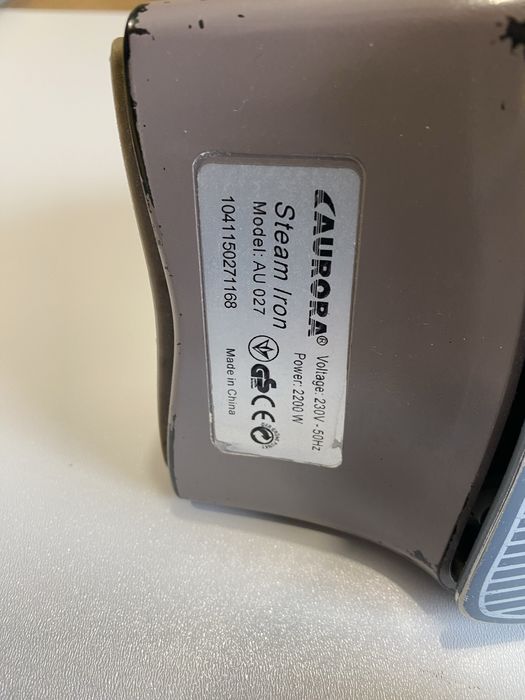 AURORA®
Steam Iron
Model: AU 027
1041150271168
Voltage: 230V - 50Hz
Power: 2200 W
GS CE
Made in China